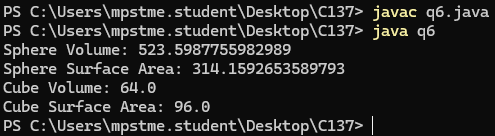 PS C:\Users\mpstme.student\Desktop\C137> javac q6.java
PS C:\Users\mpstme.student\Desktop\C137> java q6
Sphere Volume: 523.5987755982989
Sphere Surface Area: 314.1592653589793
Cube Volume: 64.0
Cube Surface Area: 96.0
PS C:\Users\mpstme.student\Desktop\C137>